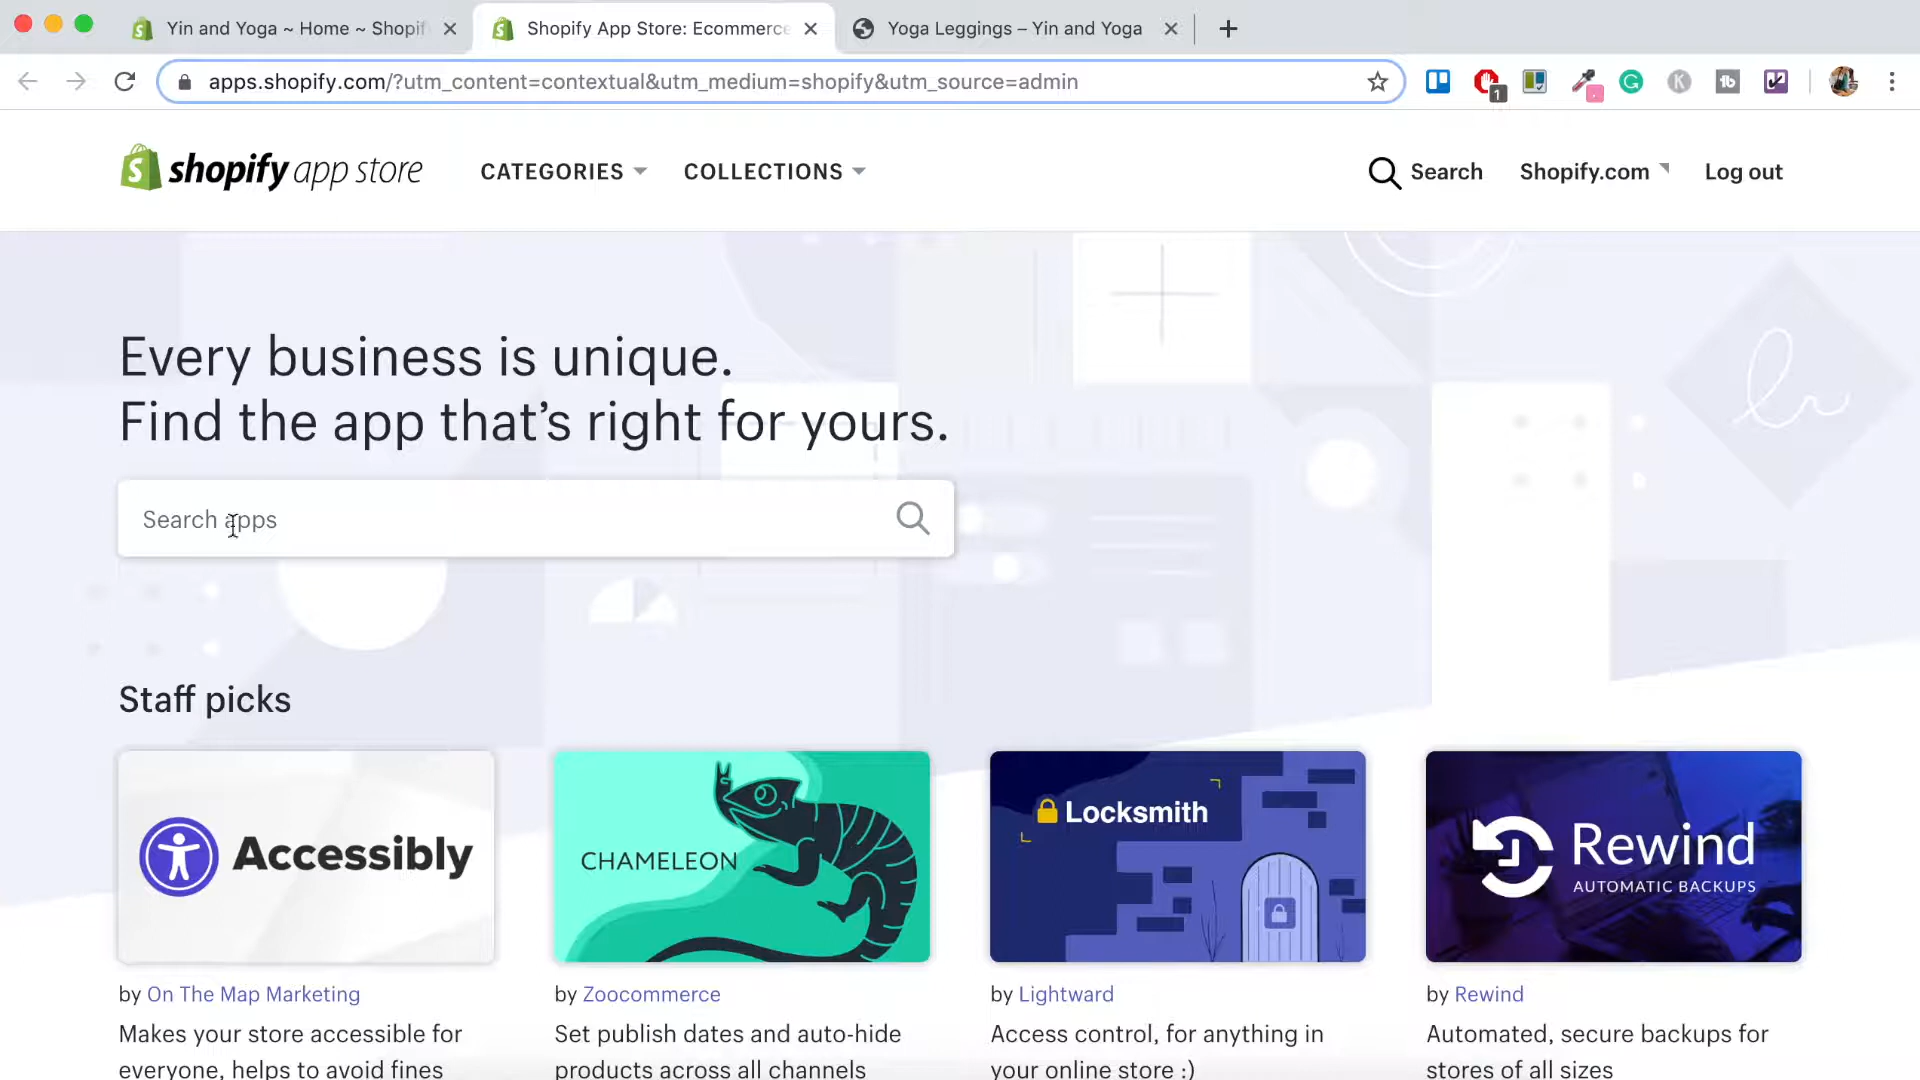 Yin and Yoga ~ Home ~ Shopif
Shopify App Store: Ecommerce
Yoga Leggings – Yin and Yoga
apps.shopify.com/?utm_content=contextual&utm_medium=shopify&utm_source=admin
1
shopify app store
CATEGORIES
COLLECTIONS
Search
Shopify.com
Log out
Every business is unique.
Find the app that’s right for yours.
Search apps
Staff picks
Accessibly
CHAMELEON
Locksmith
Rewind
AUTOMATIC BACKUPS
by On The Map Marketing
by Zoocommerce
by Lightward
by Rewind
Makes your store accessible for
everyone, helps to avoid fines
Set publish dates and auto-hide
products across all channels
Access control, for anything in
your online store :)
Automated, secure backups for
stores of all sizes